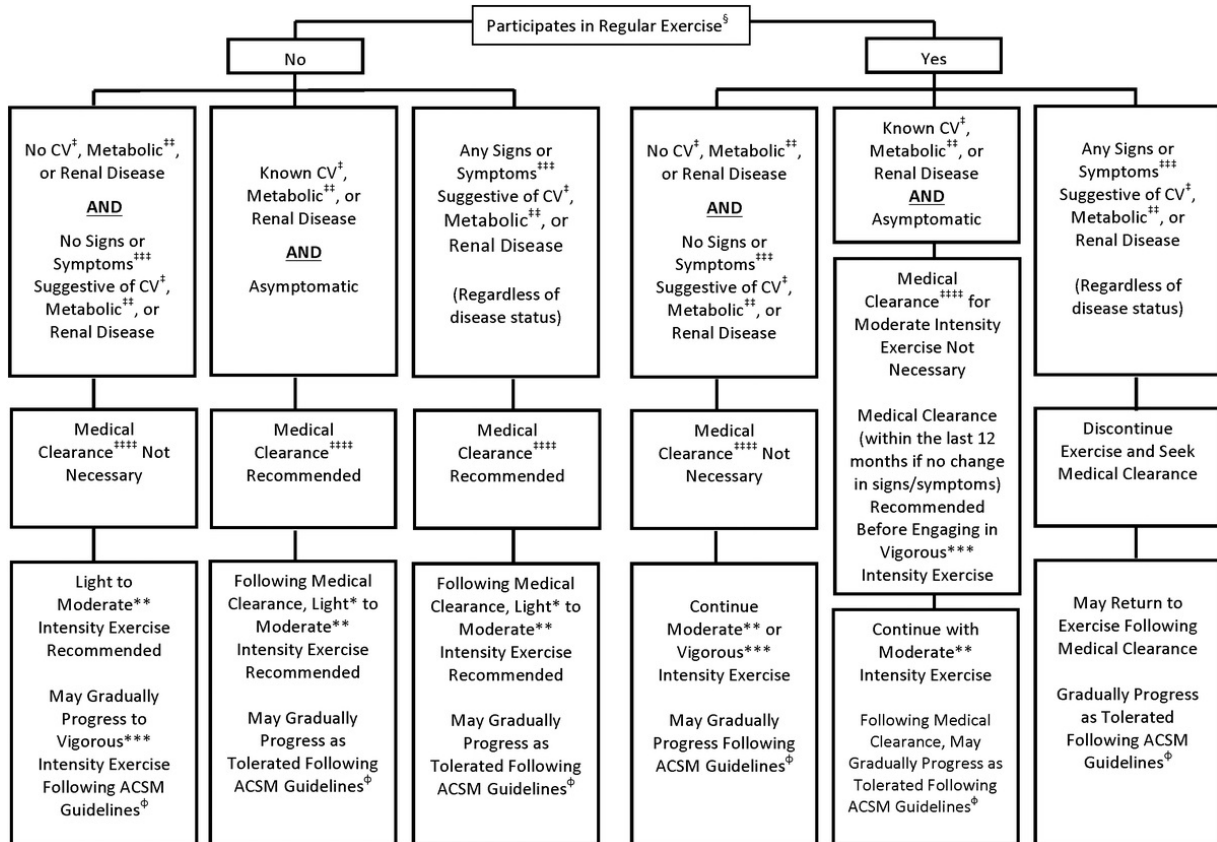 Participates in Regular Exercise§
No
Yes
No CV‡, Metabolic‡‡,
or Renal Disease
AND
No Signs or
Symptoms‡‡‡
Suggestive of CV‡,
Metabolic‡‡, or
Renal Disease
Known CV‡,
Metabolic‡‡, or
Renal Disease
AND
Asymptomatic
Any Signs or
Symptoms‡‡‡
Suggestive of CV‡,
Metabolic‡‡, or
Renal Disease
(Regardless of
disease status)
No CV‡, Metabolic‡‡,
or Renal Disease
AND
No Signs or
Symptoms‡‡‡
Suggestive of CV‡,
Metabolic‡‡, or
Renal Disease
Known CV‡,
Metabolic‡‡, or
Renal Disease
AND
Asymptomatic
Any Signs or
Symptoms‡‡‡
Suggestive of CV‡,
Metabolic‡‡, or
Renal Disease
(Regardless of
disease status)
Medical
Clearance‡‡‡‡ Not
Necessary
Medical
Clearance‡‡‡‡
Recommended
Medical
Clearance‡‡‡‡
Recommended
Medical
Clearance‡‡‡‡ Not
Necessary
Medical
Clearance‡‡‡‡ for
Moderate Intensity
Exercise Not
Necessary
Medical Clearance
(within the last 12
months if no change
in signs/symptoms)
Recommended
Before Engaging in
Vigorous***
Intensity Exercise
Discontinue
Exercise and Seek
Medical Clearance
Light to
Moderate**
Intensity Exercise
Recommended
May Gradually
Progress to
Vigorous***
Intensity Exercise
Following ACSM
Guidelinesᶲ
Following Medical
Clearance, Light* to
Moderate**
Intensity Exercise
Recommended
May Gradually
Progress as
Tolerated Following
ACSM Guidelinesᶲ
Following Medical
Clearance, Light* to
Moderate**
Intensity Exercise
Recommended
May Gradually
Progress as
Tolerated Following
ACSM Guidelinesᶲ
Continue
Moderate** or
Vigorous***
Intensity Exercise
May Gradually
Progress Following
ACSM Guidelinesᶲ
Continue with
Moderate**
Intensity Exercise
Following Medical
Clearance, May
Gradually Progress as
Tolerated Following
ACSM Guidelinesᶲ
May Return to
Exercise Following
Medical Clearance
Gradually Progress
as Tolerated
Following ACSM
Guidelinesᶲ